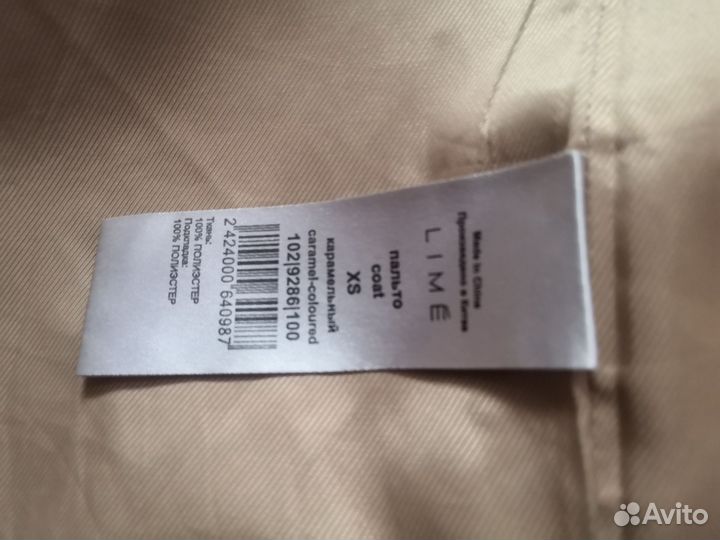 Made in China
Произведено в Китае
LIMÉ
пальто
coat
XS
карамельный
caramel-coloured
102|9286|100
2 424000 640987
Ткань:
100% ПОЛИЭСТЕР
Подкладка:
100% ПОЛИЭСТЕР
Avito